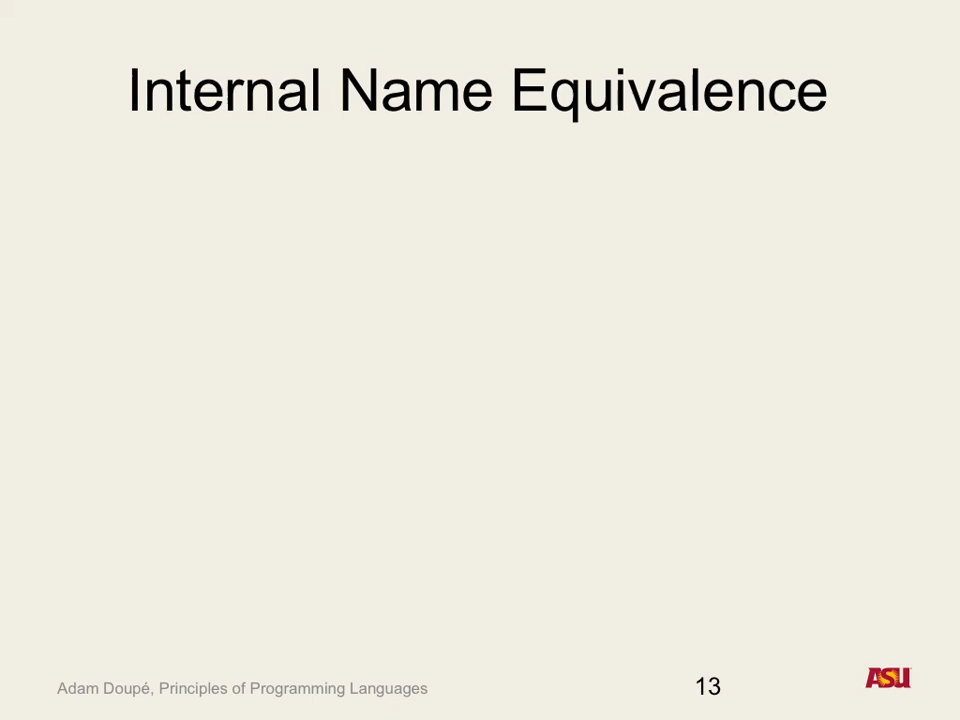 Internal Name Equivalence
Adam Doupé, Principles of Programming Languages
13
ASU